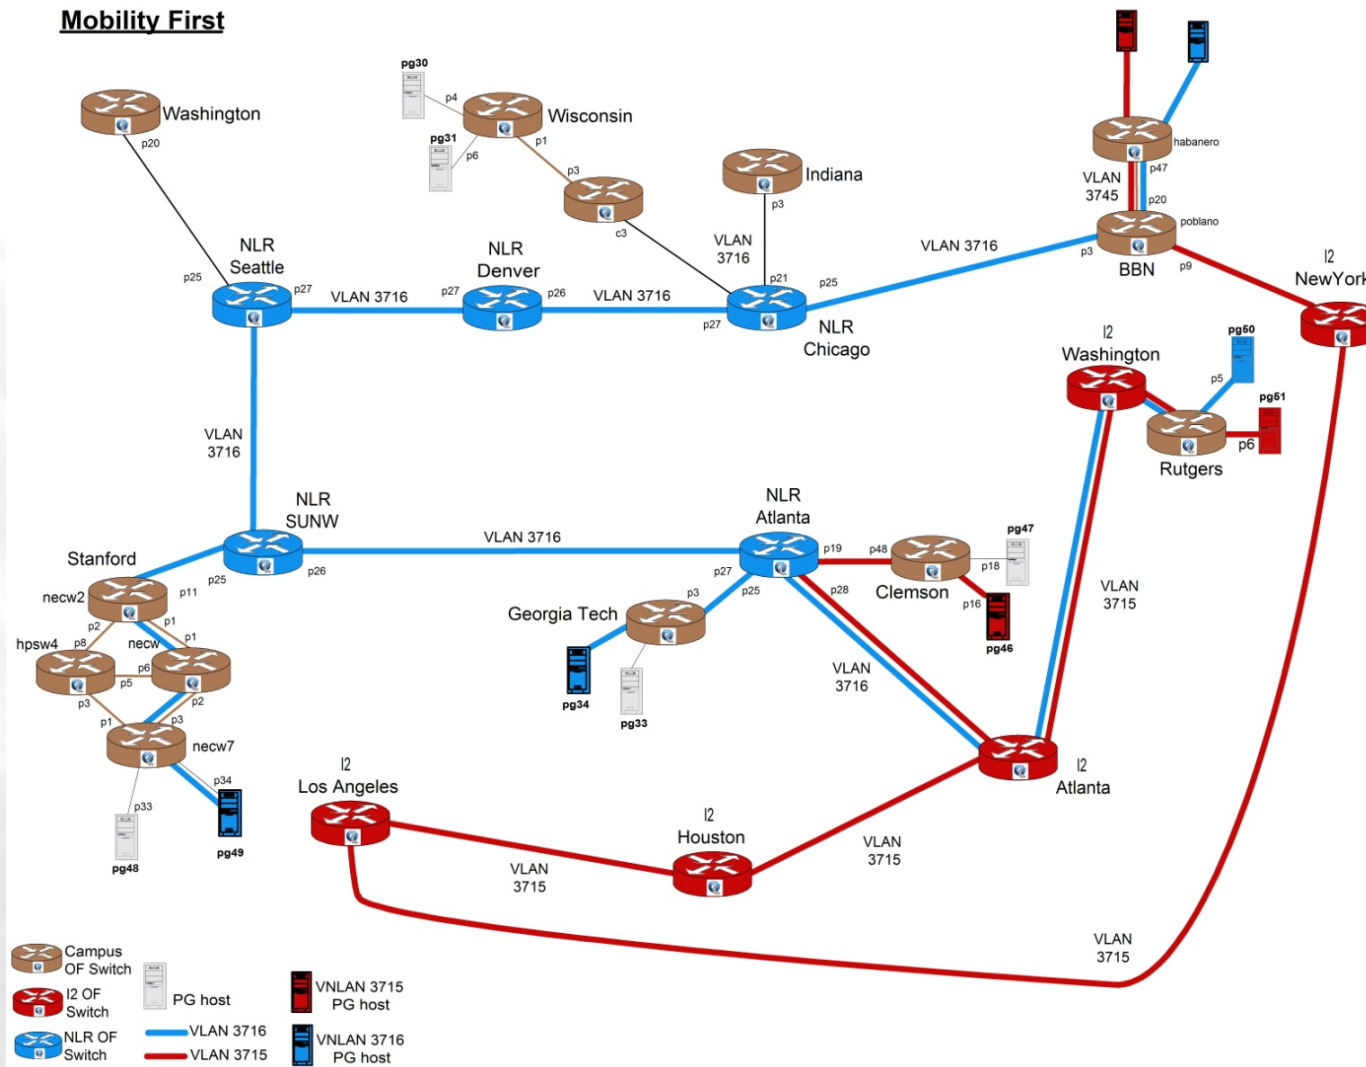 Mobility First
pg30
p4
Wisconsin
pg31
p6
p1
p3
c3
Washington
p20
Indiana
p3
VLAN
3716
p21
habanero
p47
VLAN
3745
p20
poblano
p3
BBN
p9
I2
NewYork
NLR
Seattle
p25
p27
VLAN 3716
NLR
Denver
p27
p26
VLAN 3716
p27
p25
NLR
Chicago
VLAN 3716
I2
Washington
pg50
p5
pg51
p6
Rutgers
VLAN
3716
NLR
SUNW
p25
p26
VLAN 3716
NLR
Atlanta
p19
p48
p27
p25
p28
pg47
p18
Clemson
p16
pg46
VLAN
3715
Stanford
necw2
p11
p2
p1
p1
hpsw4
p8
necw
p6
p5
p3
p2
p1
p3
necw7
p34
p33
pg48
pg49
Georgia Tech
p3
pg34
pg33
VLAN
3716
I2
Atlanta
I2
Los Angeles
I2
Houston
VLAN
3715
VLAN
3715
VLAN
3715
Campus
OF Switch
I2 OF
Switch
NLR OF
Switch
PG host
VLAN 3716
VLAN 3715
VNLAN 3715
PG host
VNLAN 3716
PG host